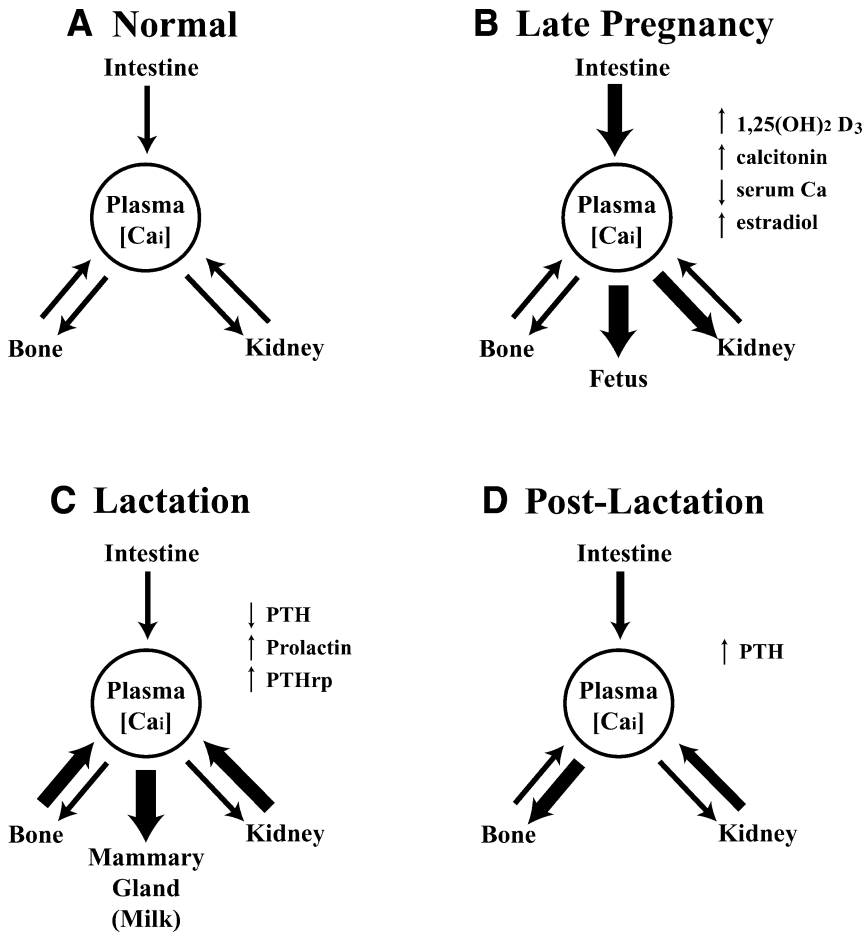 A Normal
Intestine
Plasma
[Cai]
Bone
Kidney
B Late Pregnancy
Intestine
↑ 1,25(OH)2 D3
↑ calcitonin
↓ serum Ca
↑ estradiol
Plasma
[Cai]
Bone
Kidney
Fetus
C Lactation
Intestine
↓ PTH
↑ Prolactin
↑ PTHrp
Plasma
[Cai]
Bone
Kidney
Mammary
Gland
(Milk)
D Post-Lactation
Intestine
↑ PTH
Plasma
[Cai]
Bone
Kidney